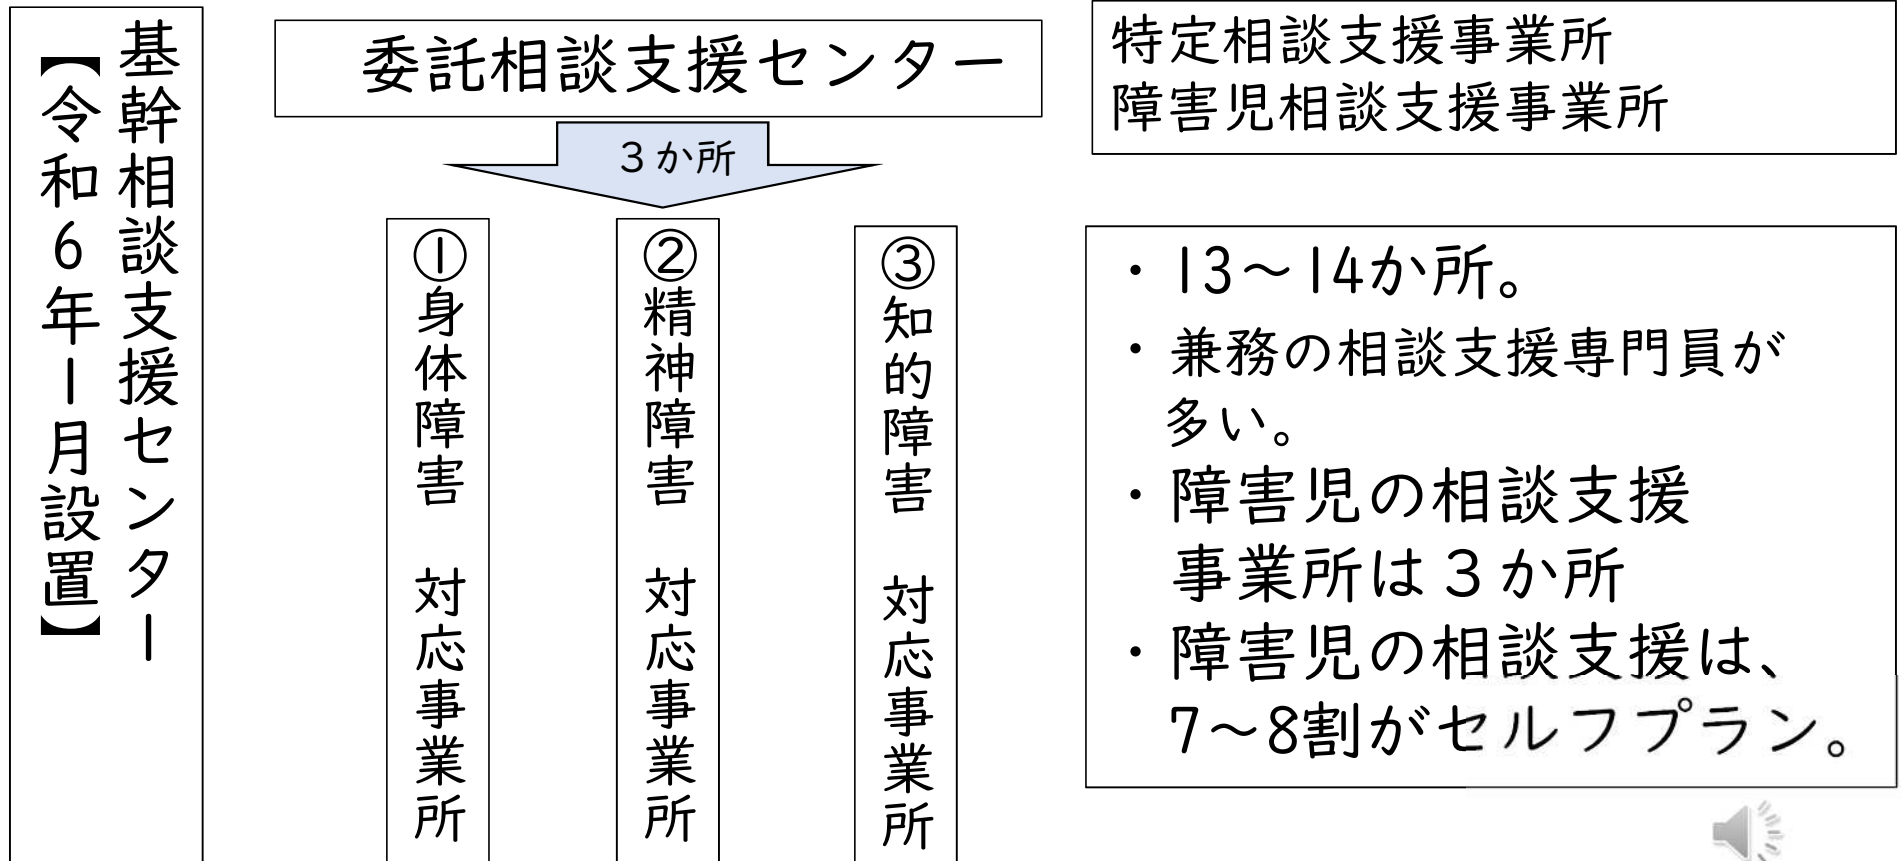 基幹相談支援センター
【令和6年1月設置】
委託相談支援センター
3か所
①身体障害 対応事業所
②精神障害 対応事業所
③知的障害 対応事業所
特定相談支援事業所
障害児相談支援事業所
・13～14か所。
・兼務の相談支援専門員が
多い。
・障害児の相談支援
事業所は3か所
・障害児の相談支援は、
7～8割がセルフプラン。